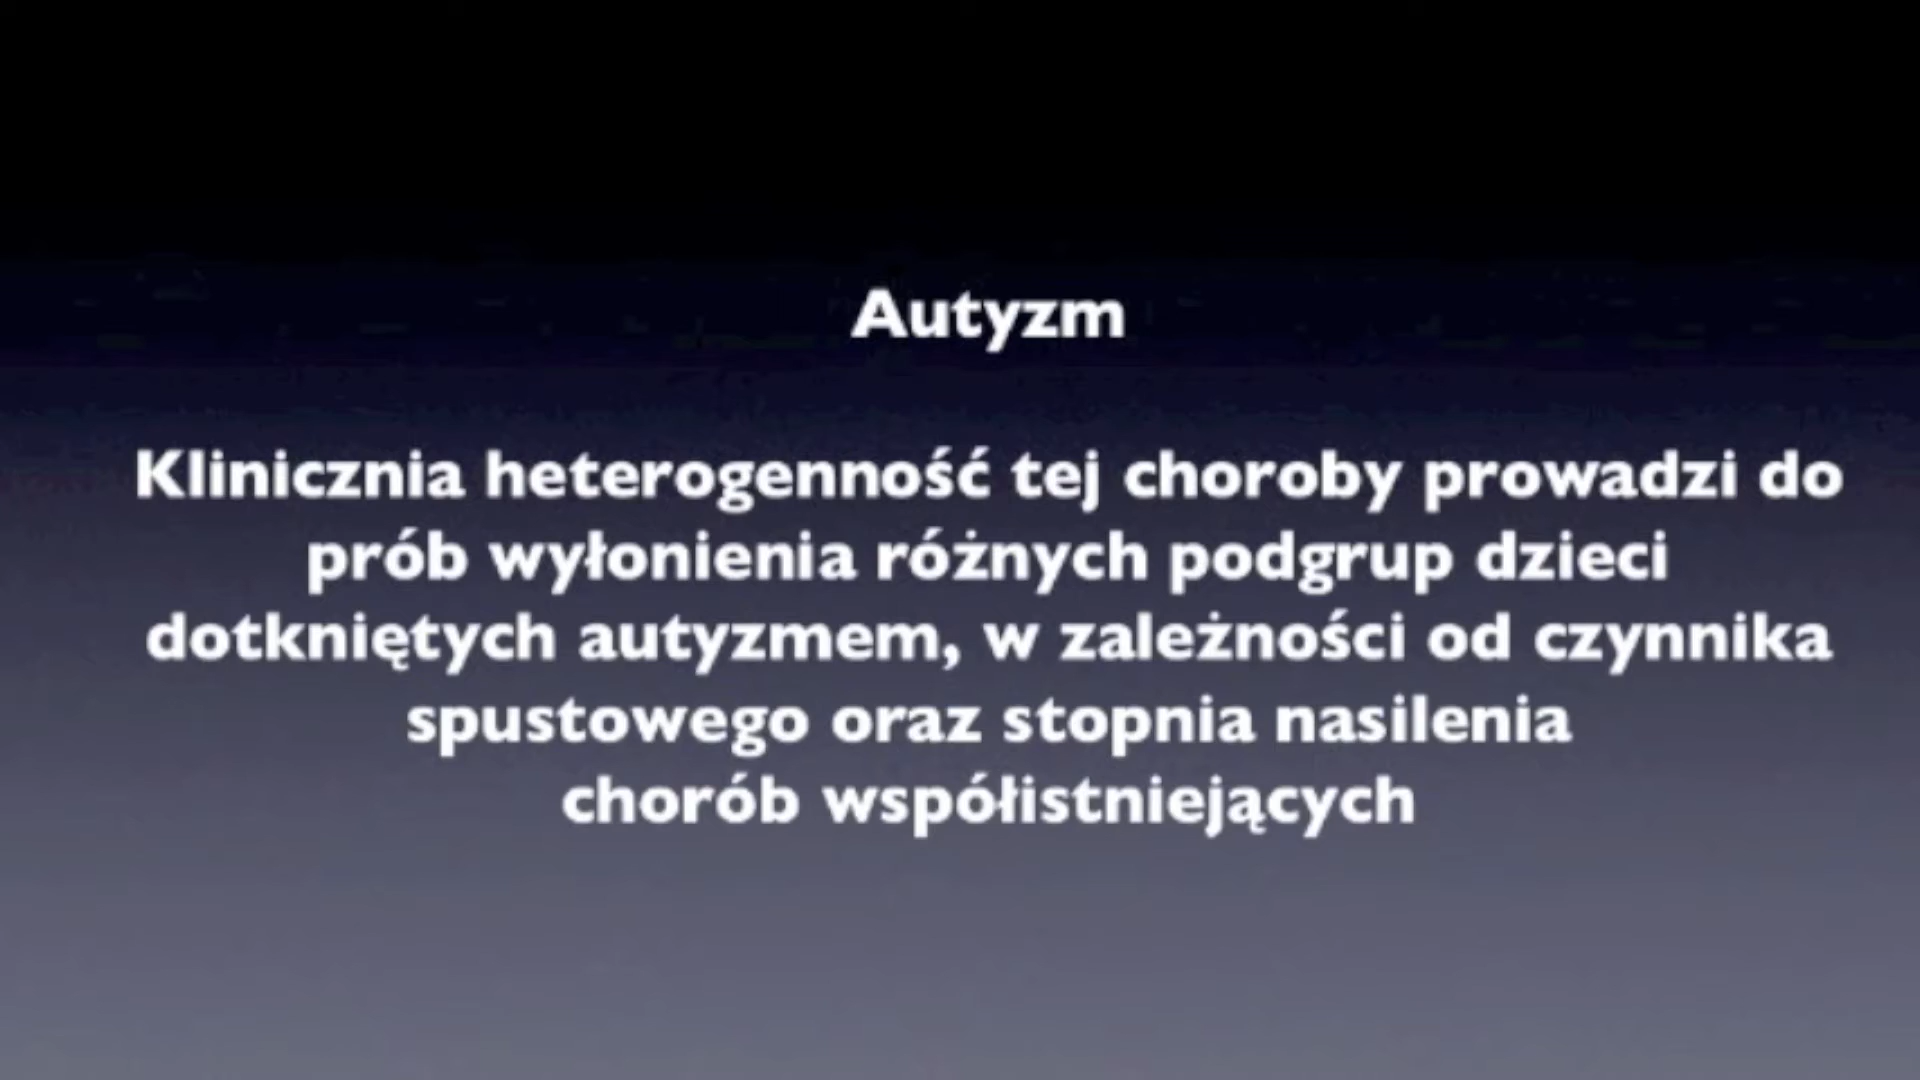 Autyzm
Klinicznia heterogenność tej choroby prowadzi do
prób wyłonienia różnych podgrup dzieci
dotkniętych autyzmem, w zależności od czynnika
spustowego oraz stopnia nasilenia
chorób współistniejących